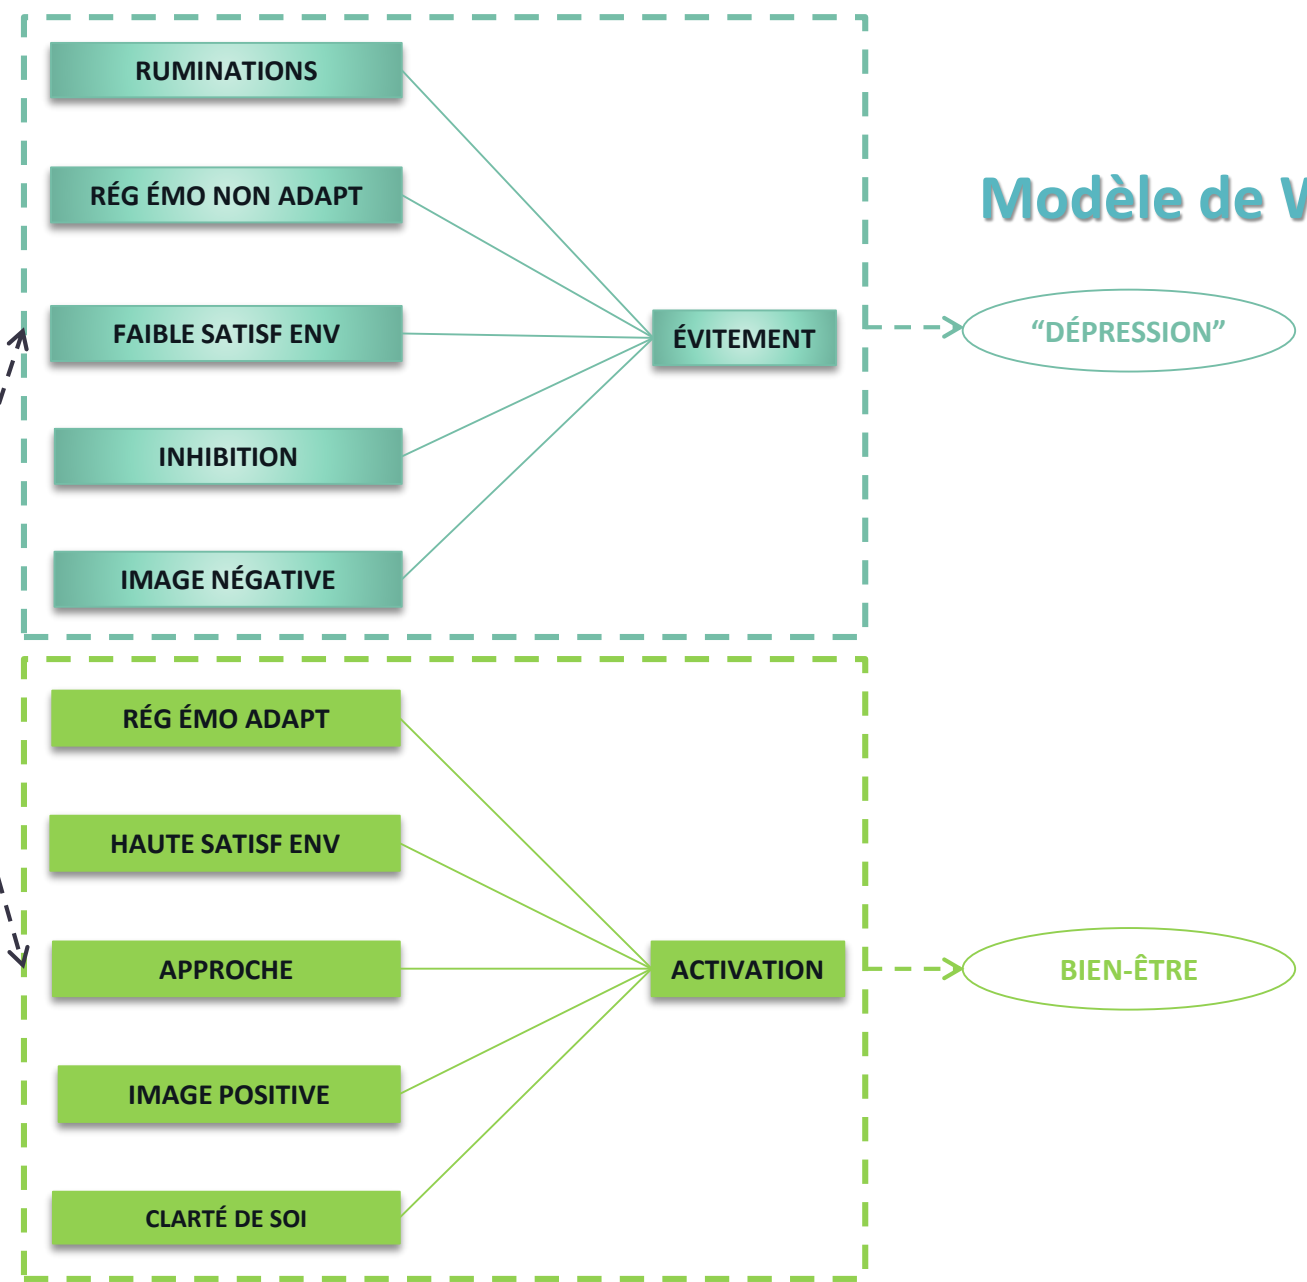 RUMINATIONS
RÉG ÉMO NON ADAPT
Modèle de
FAIBLE SATISF ENV
ÉVITEMENT
“DÉPRESSION”
INHIBITION
IMAGE NÉGATIVE
RÉG ÉMO ADAPT
HAUTE SATISF ENV
APPROCHE
ACTIVATION
BIEN-ÊTRE
IMAGE POSITIVE
CLARTÉ DE SOI